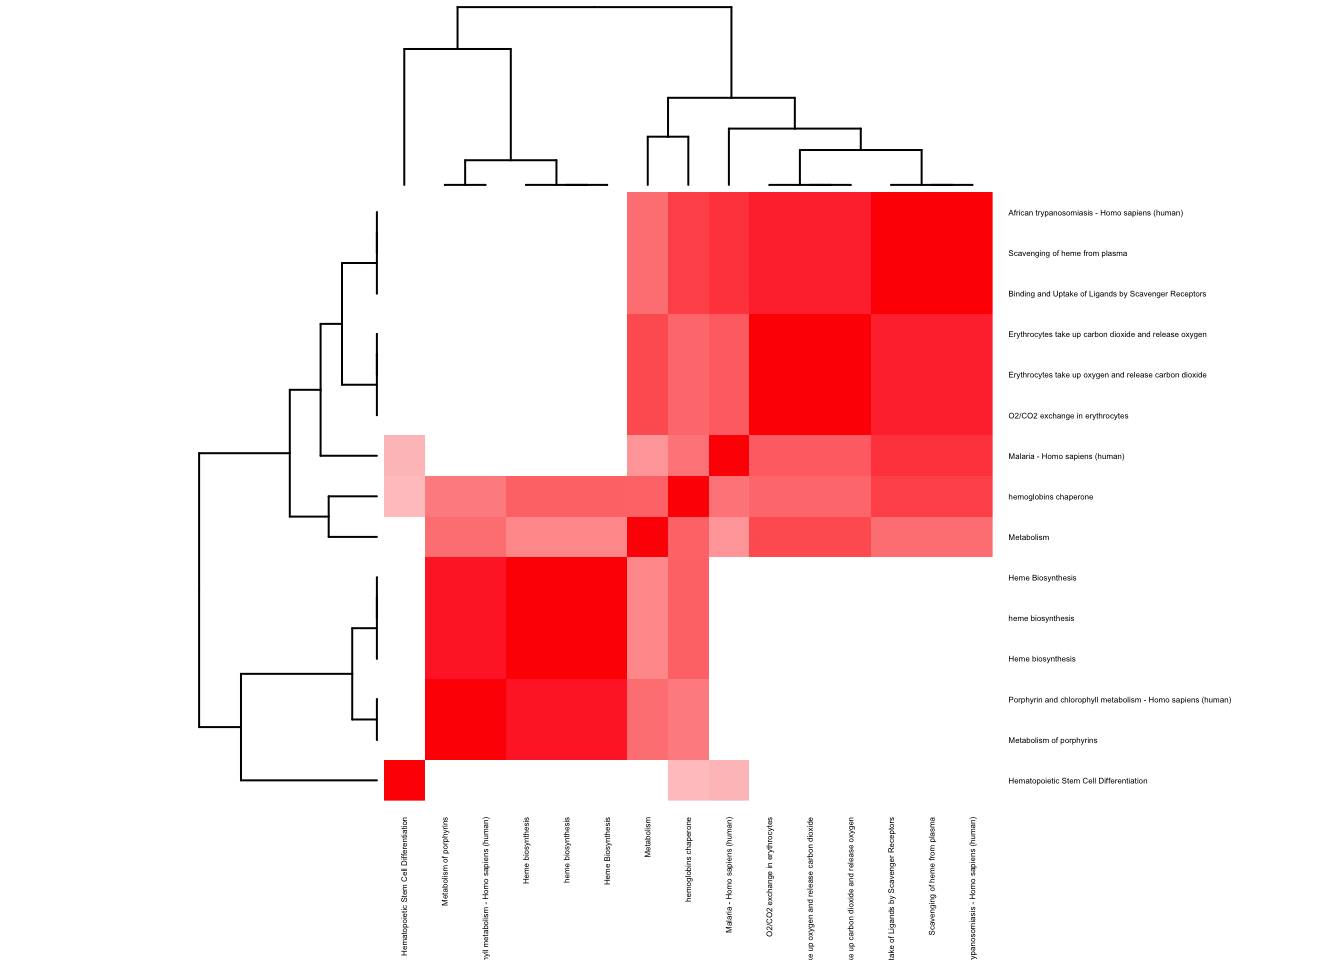 African trypanosomiasis - Homo sapiens (human)
Scavenging of heme from plasma
Binding and Uptake of Ligands by Scavenger Receptors
Erythrocytes take up carbon dioxide and release oxygen
Erythrocytes take up oxygen and release carbon dioxide
O2/CO2 exchange in erythrocytes
Malaria - Homo sapiens (human)
hemoglobins chaperone
Metabolism
Heme Biosynthesis
heme biosynthesis
Heme biosynthesis
Porphyrin and chlorophyll metabolism - Homo sapiens (human)
Metabolism of porphyrins
Hematopoietic Stem Cell Differentiation
Hematopoietic Stem Cell Differentiation
Metabolism of porphyrins
hyll metabolism - Homo sapiens (human)
Heme biosynthesis
heme biosynthesis
Heme Biosynthesis
Metabolism
hemoglobins chaperone
Malaria - Homo sapiens (human)
O2/CO2 exchange in erythrocytes
ke up oxygen and release carbon dioxide
e up carbon dioxide and release oxygen
take of Ligands by Scavenger Receptors
Scavenging of heme from plasma
ypanosomiasis - Homo sapiens (human)